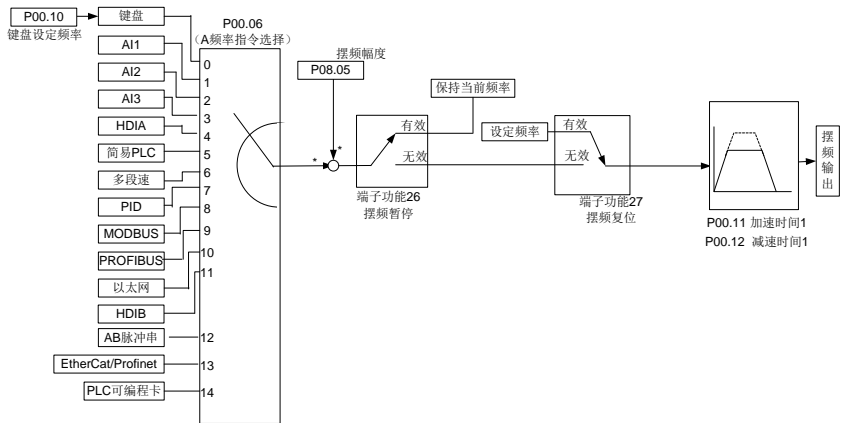 P00.10
键盘设定频率
键盘
AI1
AI2
AI3
HDIA
简易PLC
多段速
PID
MODBUS
PROFIBUS
以太网
HDIB
AB脉冲串
EtherCat/Profinet
PLC可编程卡
P00.06
（A频率指令选择）
0
1
2
3
4
5
6
7
8
9
10
11
12
13
14
摆频幅度
P08.05
*
*
保持当前频率
有效
无效
端子功能26
摆频暂停
设定频率
有效
无效
端子功能27
摆频复位
P00.11 加速时间1
P00.12 减速时间1
摆
频
输
出